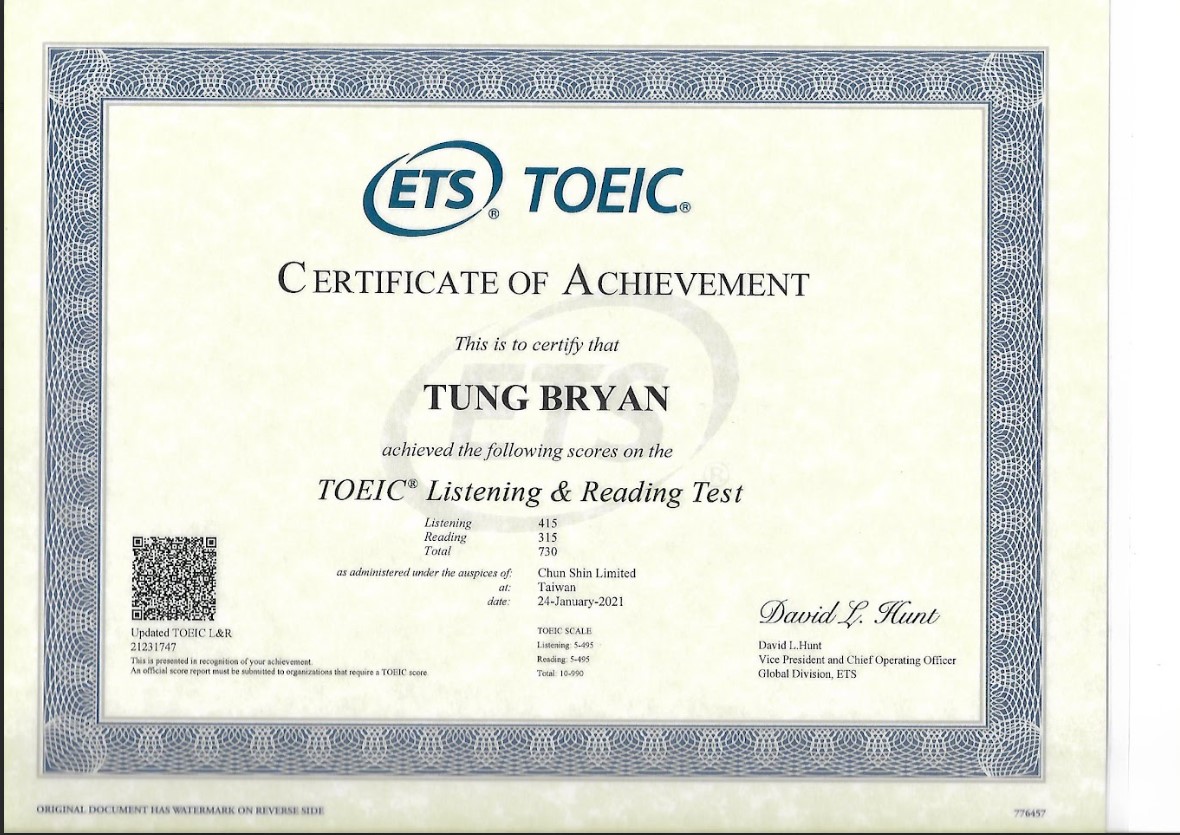 ETS® TOEIC®
CERTIFICATE OF ACHIEVEMENT
This is to certify that
TUNG BRYAN
achieved the following scores on the
TOEIC® Listening & Reading Test
Listening 415
Reading 315
Total 730
as administered under the auspices of: Chun Shin Limited
at: Taiwan
date: 24-January-2021
ETS®
Updated TOEIC L&R
21231747
This is presented in recognition of your achievement.
An official score report must be submitted to organizations that require a TOEIC score.
TOEIC SCALE
Listening: 5-495
Reading: 5-495
Total: 10-990
David L. Hunt
David L.Hunt
Vice President and Chief Operating Officer
Global Division, ETS
ORIGINAL DOCUMENT HAS WATERMARK ON REVERSE SIDE
776457